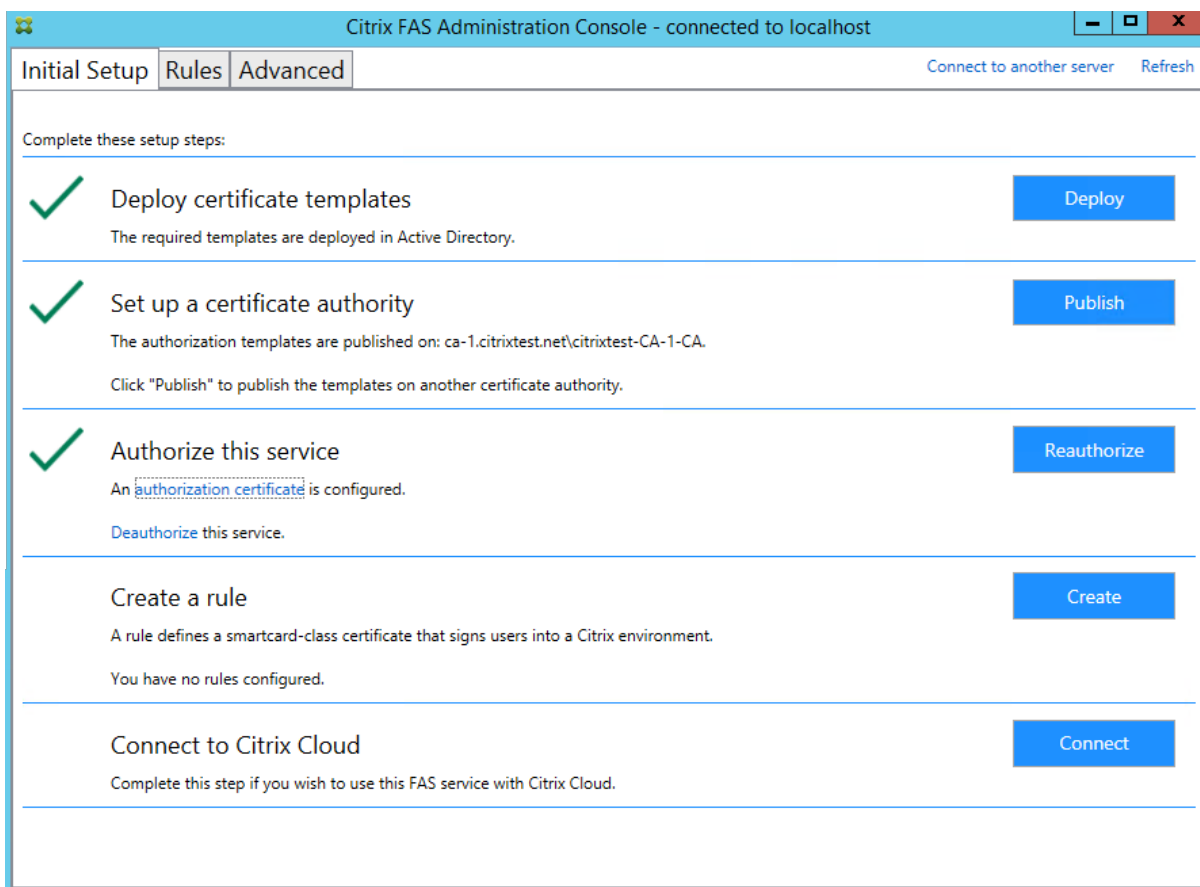 Citrix FAS Administration Console - connected to localhost
Initial Setup Rules Advanced Connect to another server Refresh
Complete these setup steps:
Deploy certificate templates Deploy
The required templates are deployed in Active Directory.
Set up a certificate authority Publish
The authorization templates are published on: ca-1.citrixtest.net\citrixtest-CA-1-CA.
Click "Publish" to publish the templates on another certificate authority.
Authorize this service Reauthorize
An authorization certificate is configured.
Deauthorize this service.
Create a rule Create
A rule defines a smartcard-class certificate that signs users into a Citrix environment.
You have no rules configured.
Connect to Citrix Cloud Connect
Complete this step if you wish to use this FAS service with Citrix Cloud.